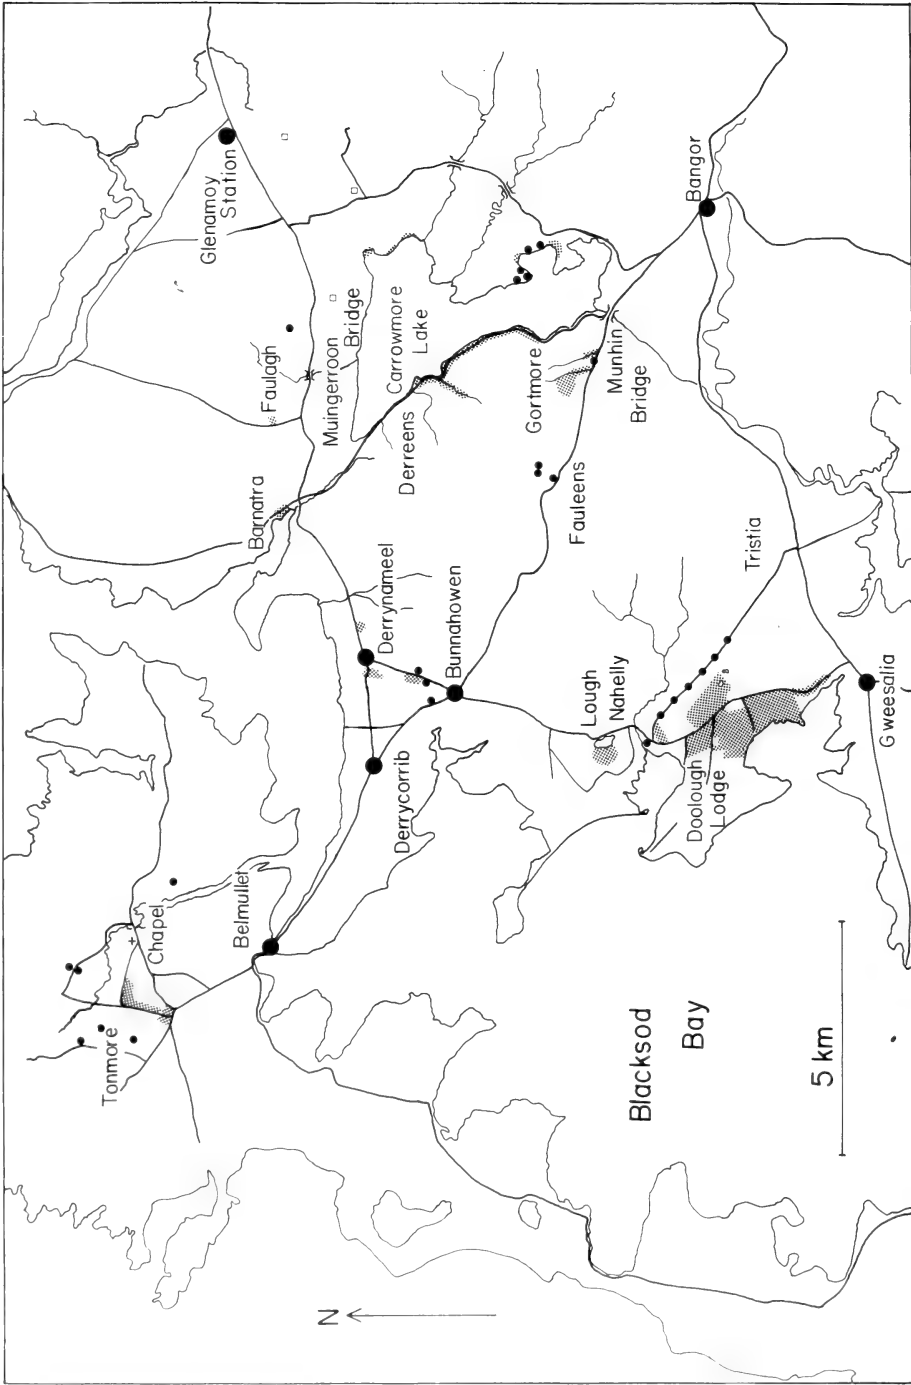 Glenamoy
Station
Faulagh
Muingerroon
Bridge
Carrowmore
Lake
Bangor
Barnatra
Derreens
Gortmore
Munhin
Bridge
Fauleens
Derrynameel
Bunnahowen
Tristia
Lough
Nahelly
Gweesalia
Derrycorrib
Doolough
Lodge
Belmullet
Chapel
Tonmore
Blacksod
Bay
5 km
N